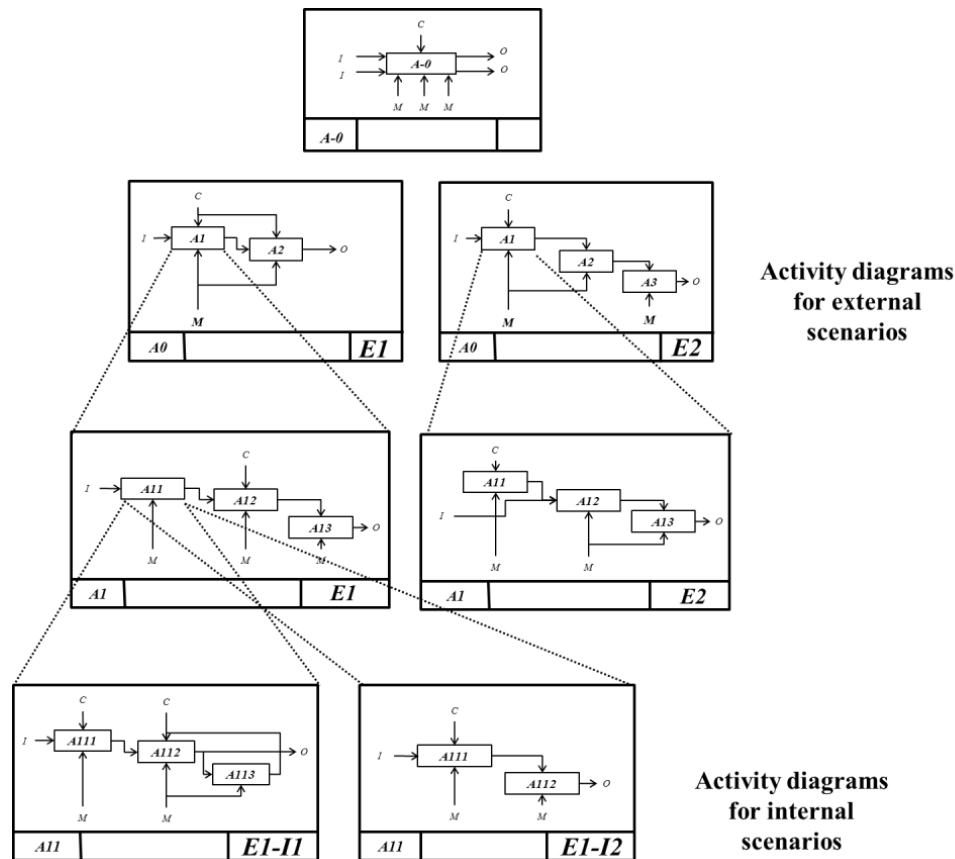 C
I
A-0
O
I
O
M M M
A-0
C
I
A1
A2
O
M
A0
E1
C
I
A1
A2
A3
O
M
M
A0
E2
Activity diagrams
for external
scenarios
C
I
A11
A12
A13
O
M
M
M
A1
E1
C
A11
I
A12
A13
O
M
M
A1
E2
C
C
I
A111
A112
O
A113
M
M
A11
E1-I1
C
I
A111
A112
O
M
M
A11
E1-I2
Activity diagrams
for internal
scenarios